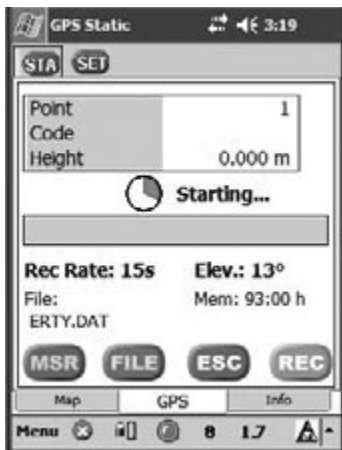 GPS Static 3:19
STA SET
Point 1
Code
Height 0.000 m
Starting...
Rec Rate: 15s Elev.: 13º
File: Mem: 93:00 h
ERTY.DAT
MSR FILE ESC REC
Map GPS Info
Menu 8 1.7